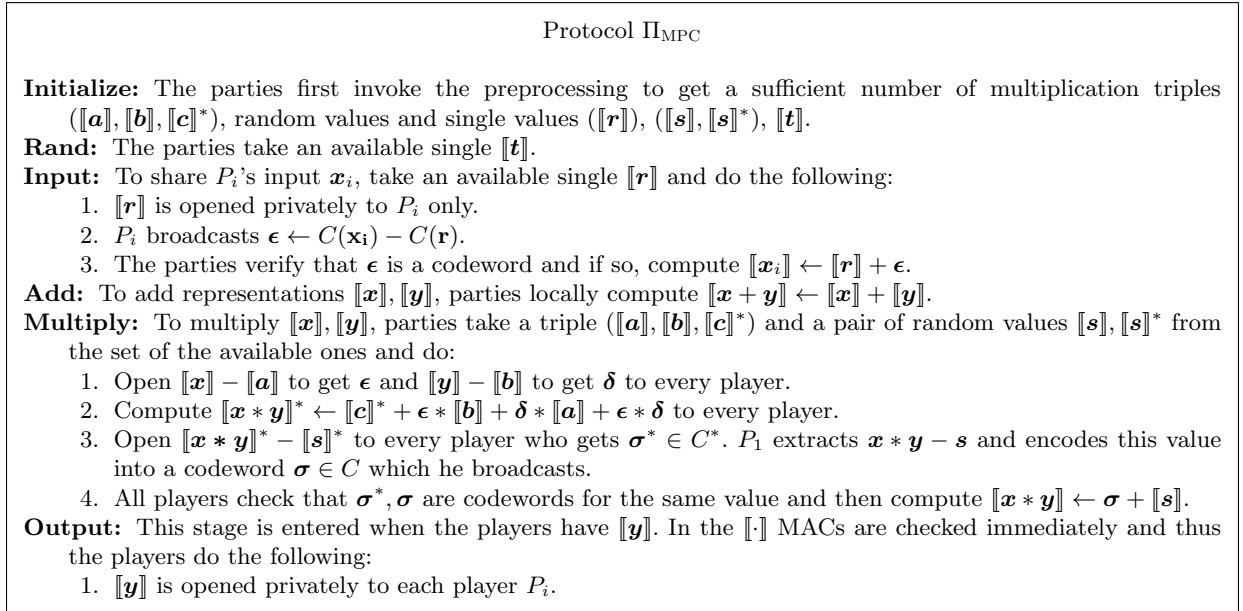 Protocol Π_MPC
Initialize: The parties first invoke the preprocessing to get a sufficient number of multiplication triples
(⟦a⟧, ⟦b⟧, ⟦c⟧*), random values and single values (⟦r⟧), (⟦s⟧, ⟦s⟧*), ⟦t⟧.
Rand: The parties take an available single ⟦t⟧.
Input: To share P_i's input x_i, take an available single ⟦r⟧ and do the following:
1. ⟦r⟧ is opened privately to P_i only.
2. P_i broadcasts ϵ ← C(x_i) − C(r).
3. The parties verify that ϵ is a codeword and if so, compute ⟦x_i⟧ ← ⟦r⟧ + ϵ.
Add: To add representations ⟦x⟧, ⟦y⟧, parties locally compute ⟦x + y⟧ ← ⟦x⟧ + ⟦y⟧.
Multiply: To multiply ⟦x⟧, ⟦y⟧, parties take a triple (⟦a⟧, ⟦b⟧, ⟦c⟧*) and a pair of random values ⟦s⟧, ⟦s⟧* from
the set of the available ones and do:
1. Open ⟦x⟧ − ⟦a⟧ to get ϵ and ⟦y⟧ − ⟦b⟧ to get δ to every player.
2. Compute ⟦x ∗ y⟧* ← ⟦c⟧* + ϵ ∗ ⟦b⟧ + δ ∗ ⟦a⟧ + ϵ ∗ δ to every player.
3. Open ⟦x ∗ y⟧* − ⟦s⟧* to every player who gets σ* ∈ C*. P_1 extracts x ∗ y − s and encodes this value
into a codeword σ ∈ C which he broadcasts.
4. All players check that σ*, σ are codewords for the same value and then compute ⟦x ∗ y⟧ ← σ + ⟦s⟧.
Output: This stage is entered when the players have ⟦y⟧. In the ⟦·⟧ MACs are checked immediately and thus
the players do the following:
1. ⟦y⟧ is opened privately to each player P_i.